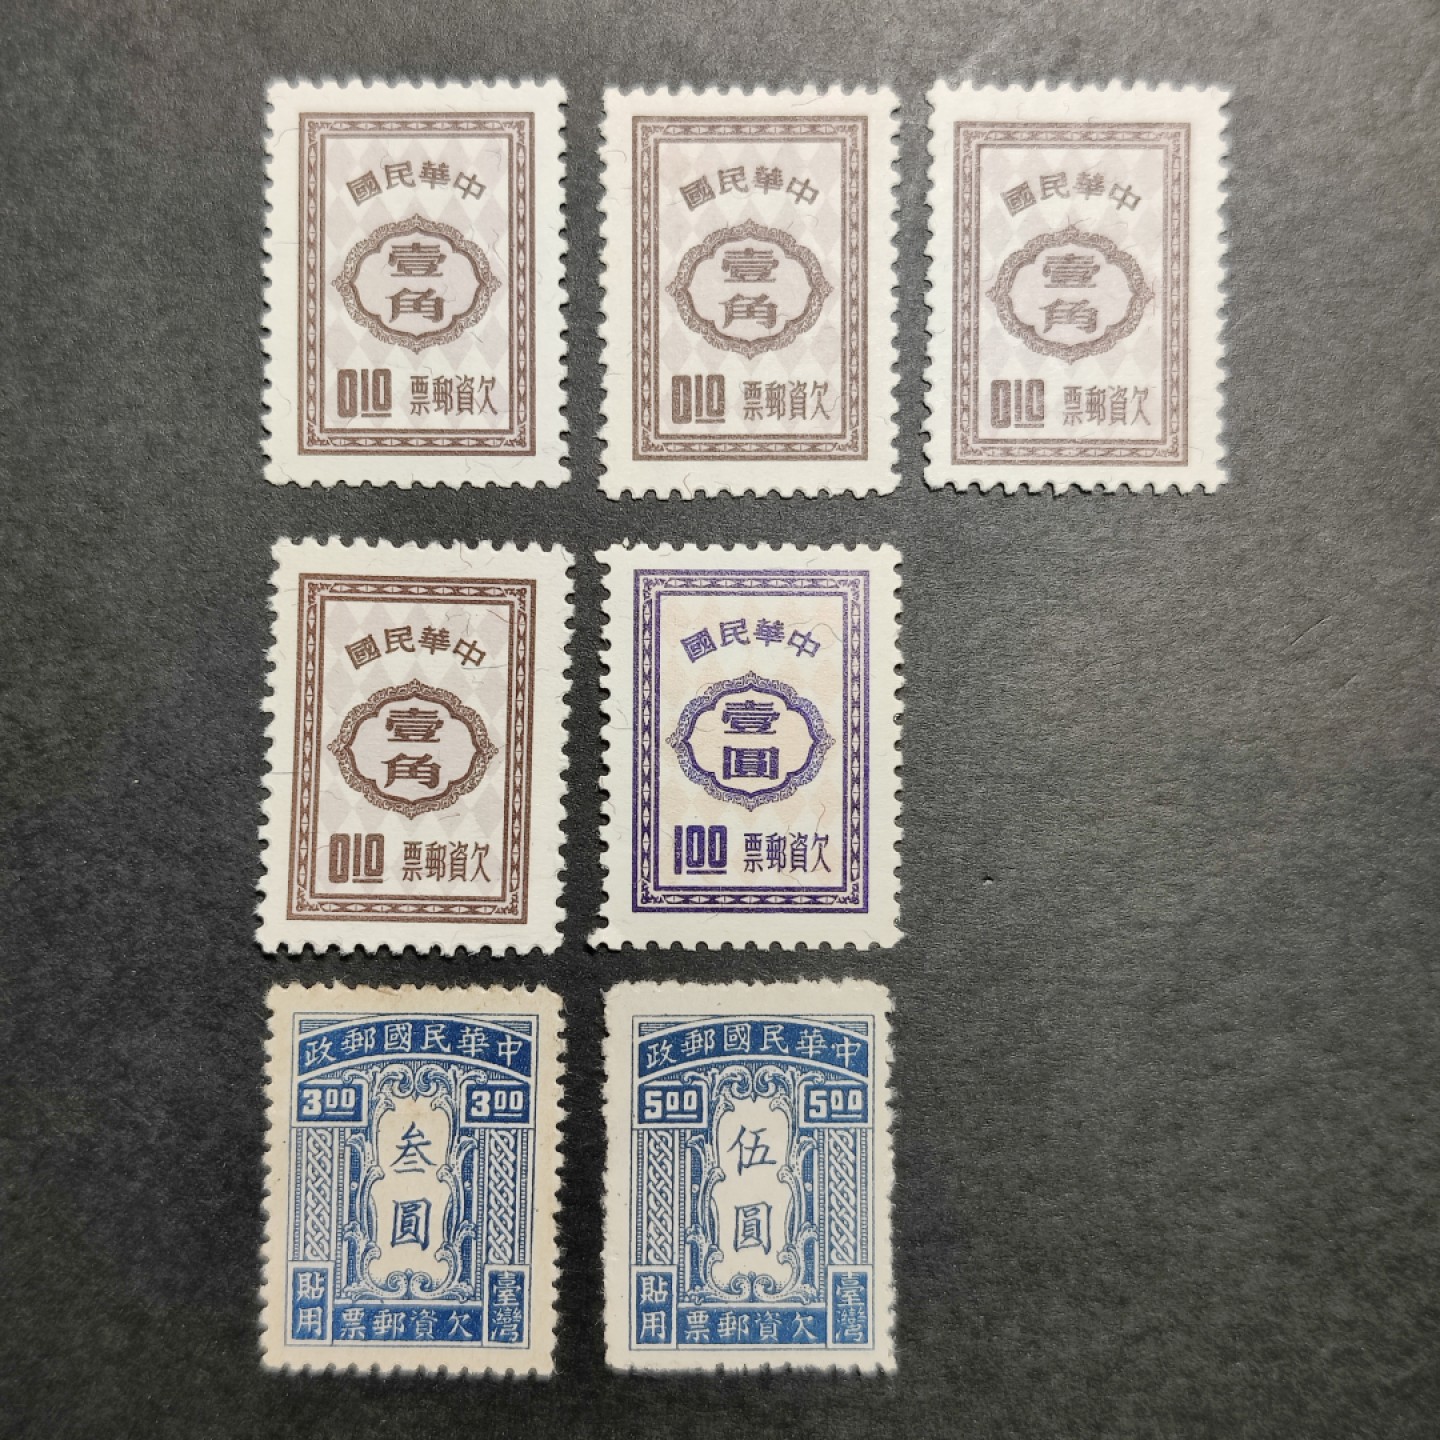 中華民國
壹角
0.10 欠資郵票
中華民國
壹角
0.10 欠資郵票
中華民國
壹角
0.10 欠資郵票
中華民國
壹角
0.10 欠資郵票
中華民國
壹圓
1.00 欠資郵票
中華民國郵政
3.00 3.00
叁圓
臺灣貼用
欠資郵票
中華民國郵政
5.00 5.00
伍圓
臺灣貼用
欠資郵票